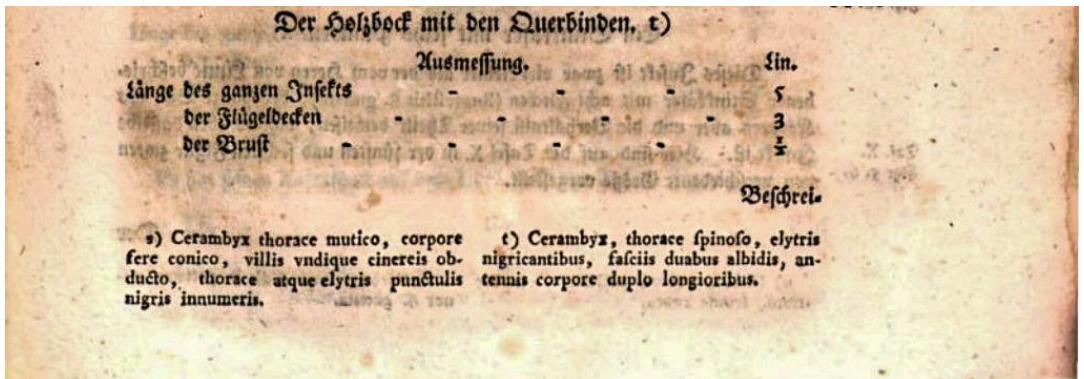 Der Holzbock mit den Querbinden. t)
Ausmessung. Lin.
Länge des ganzen Insekts - - - 5
der Flügeldecken - - - - 3
der Brust - - - - ½
Beschrei-
s) Cerambyx thorace mutico, corpore
fere conico, villis vndique cinereis ob-
ducto, thorace atque elytris punctulis
nigris innumeris.
t) Cerambyx, thorace ſpinoſo, elytris
nigricantibus, faſciis duabus albidis, an-
tennis corpore duplo longioribus.